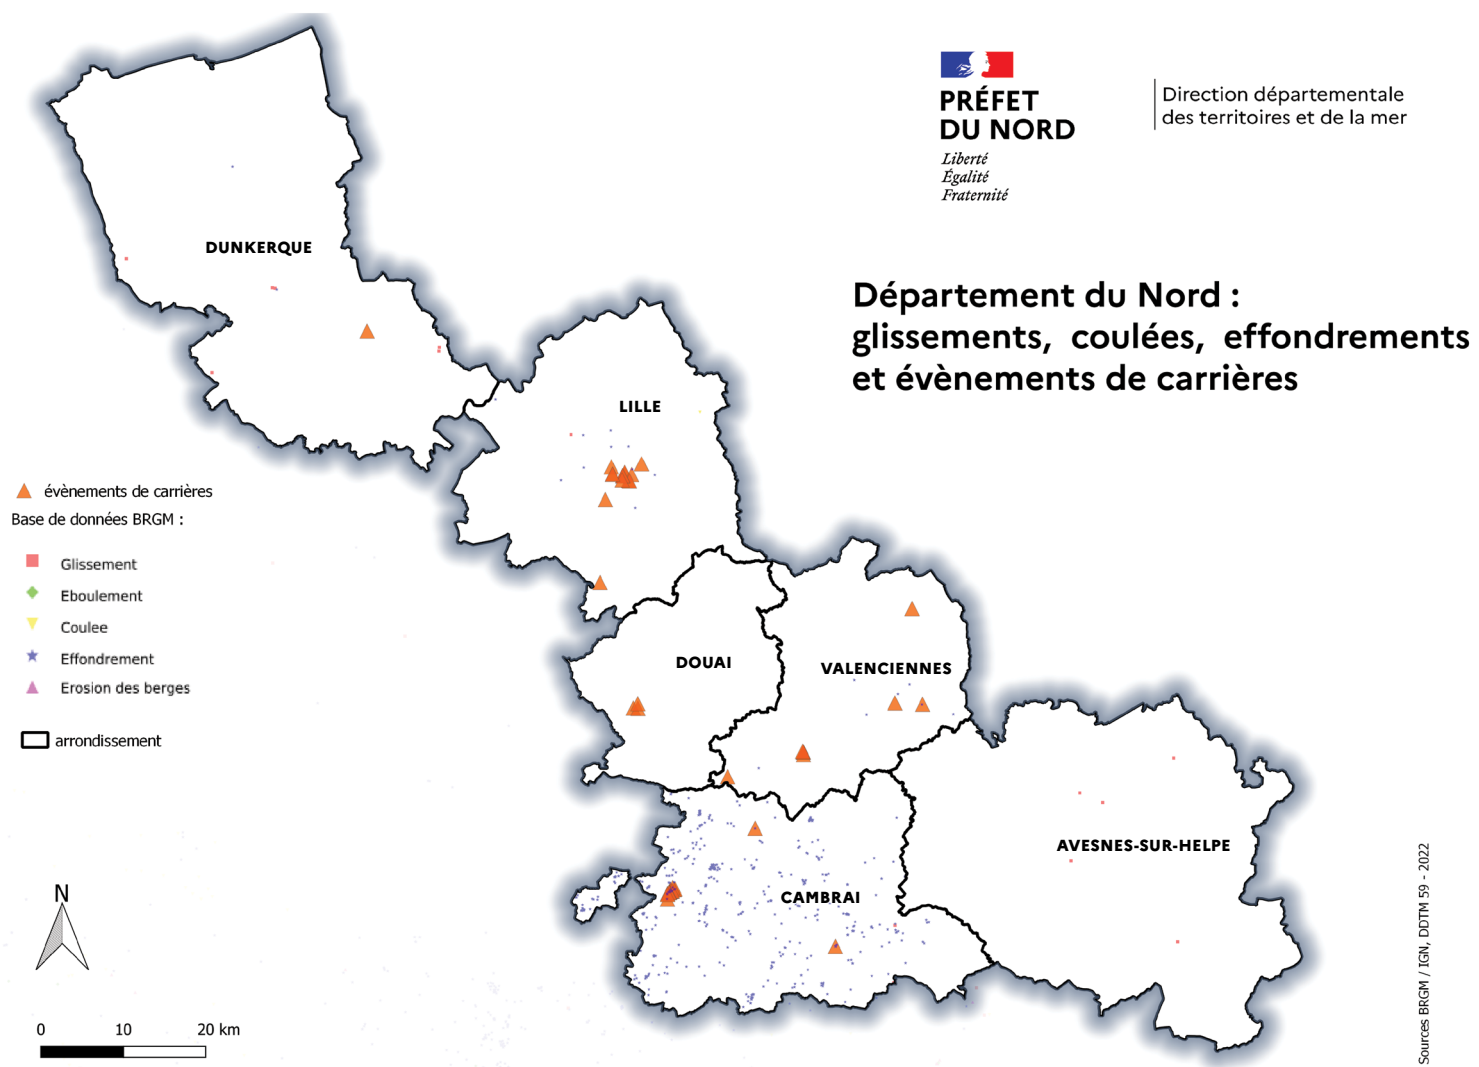 PRÉFET
DU NORD
Liberté
Égalité
Fraternité
Direction départementale
des territoires et de la mer
Département du Nord :
glissements, coulées, effondrements
et évènements de carrières
DUNKERQUE
LILLE
DOUAI
VALENCIENNES
AVESNES-SUR-HELPE
CAMBRAI
évènements de carrières
Base de données BRGM :
Glissement
Eboulement
Coulee
Effondrement
Erosion des berges
arrondissement
N
0 10 20 km
Sources BRGM / IGN, DDTM 59 - 2022